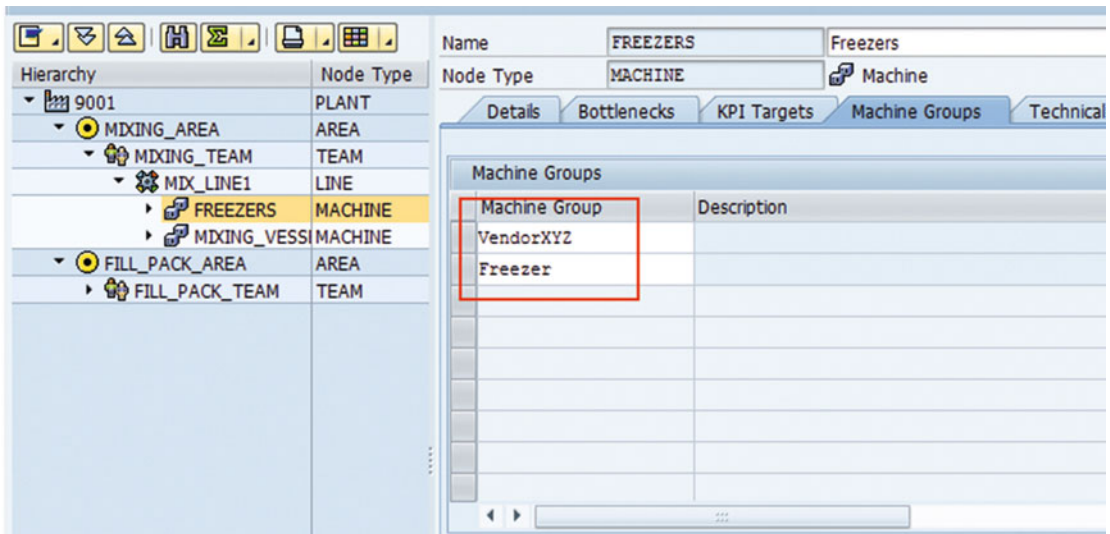 Hierarchy Node Type
9001 PLANT
MIXING_AREA AREA
MIXING_TEAM TEAM
MIX_LINE1 LINE
FREEZERS MACHINE
MIXING_VESSI MACHINE
FILL_PACK_AREA AREA
FILL_PACK_TEAM TEAM
Name FREEZERS Freezers
Node Type MACHINE Machine
Details Bottlenecks KPI Targets Machine Groups Technical
Machine Groups
Machine Group Description
VendorXYZ
Freezer